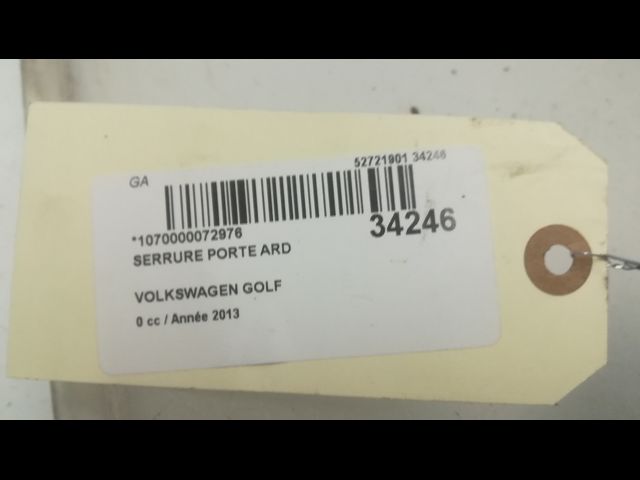 52721901 34246
GA
*1070000072976
34246
SERRURE PORTE ARD
VOLKSWAGEN GOLF
0 cc / Année 2013